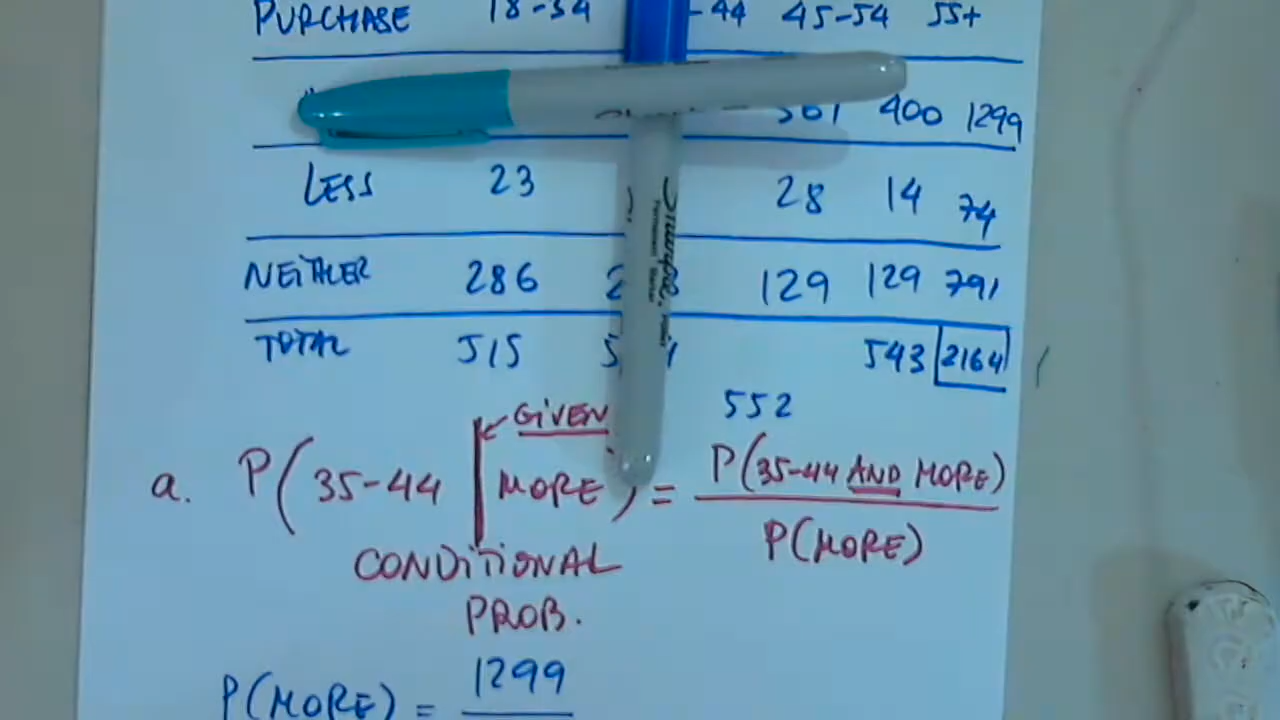 PURCHASE 18-34 -44 45-54 55+
400 1299
LESS 23 28 14 74
NEITHER 286 129 129 791
TOTAL 515 543 2164
552
GIVEN
a. P(35-44 | MORE) = P(35-44 AND MORE)
P(MORE)
CONDITIONAL
PROB.
P(MORE) = 1299
Sharpie